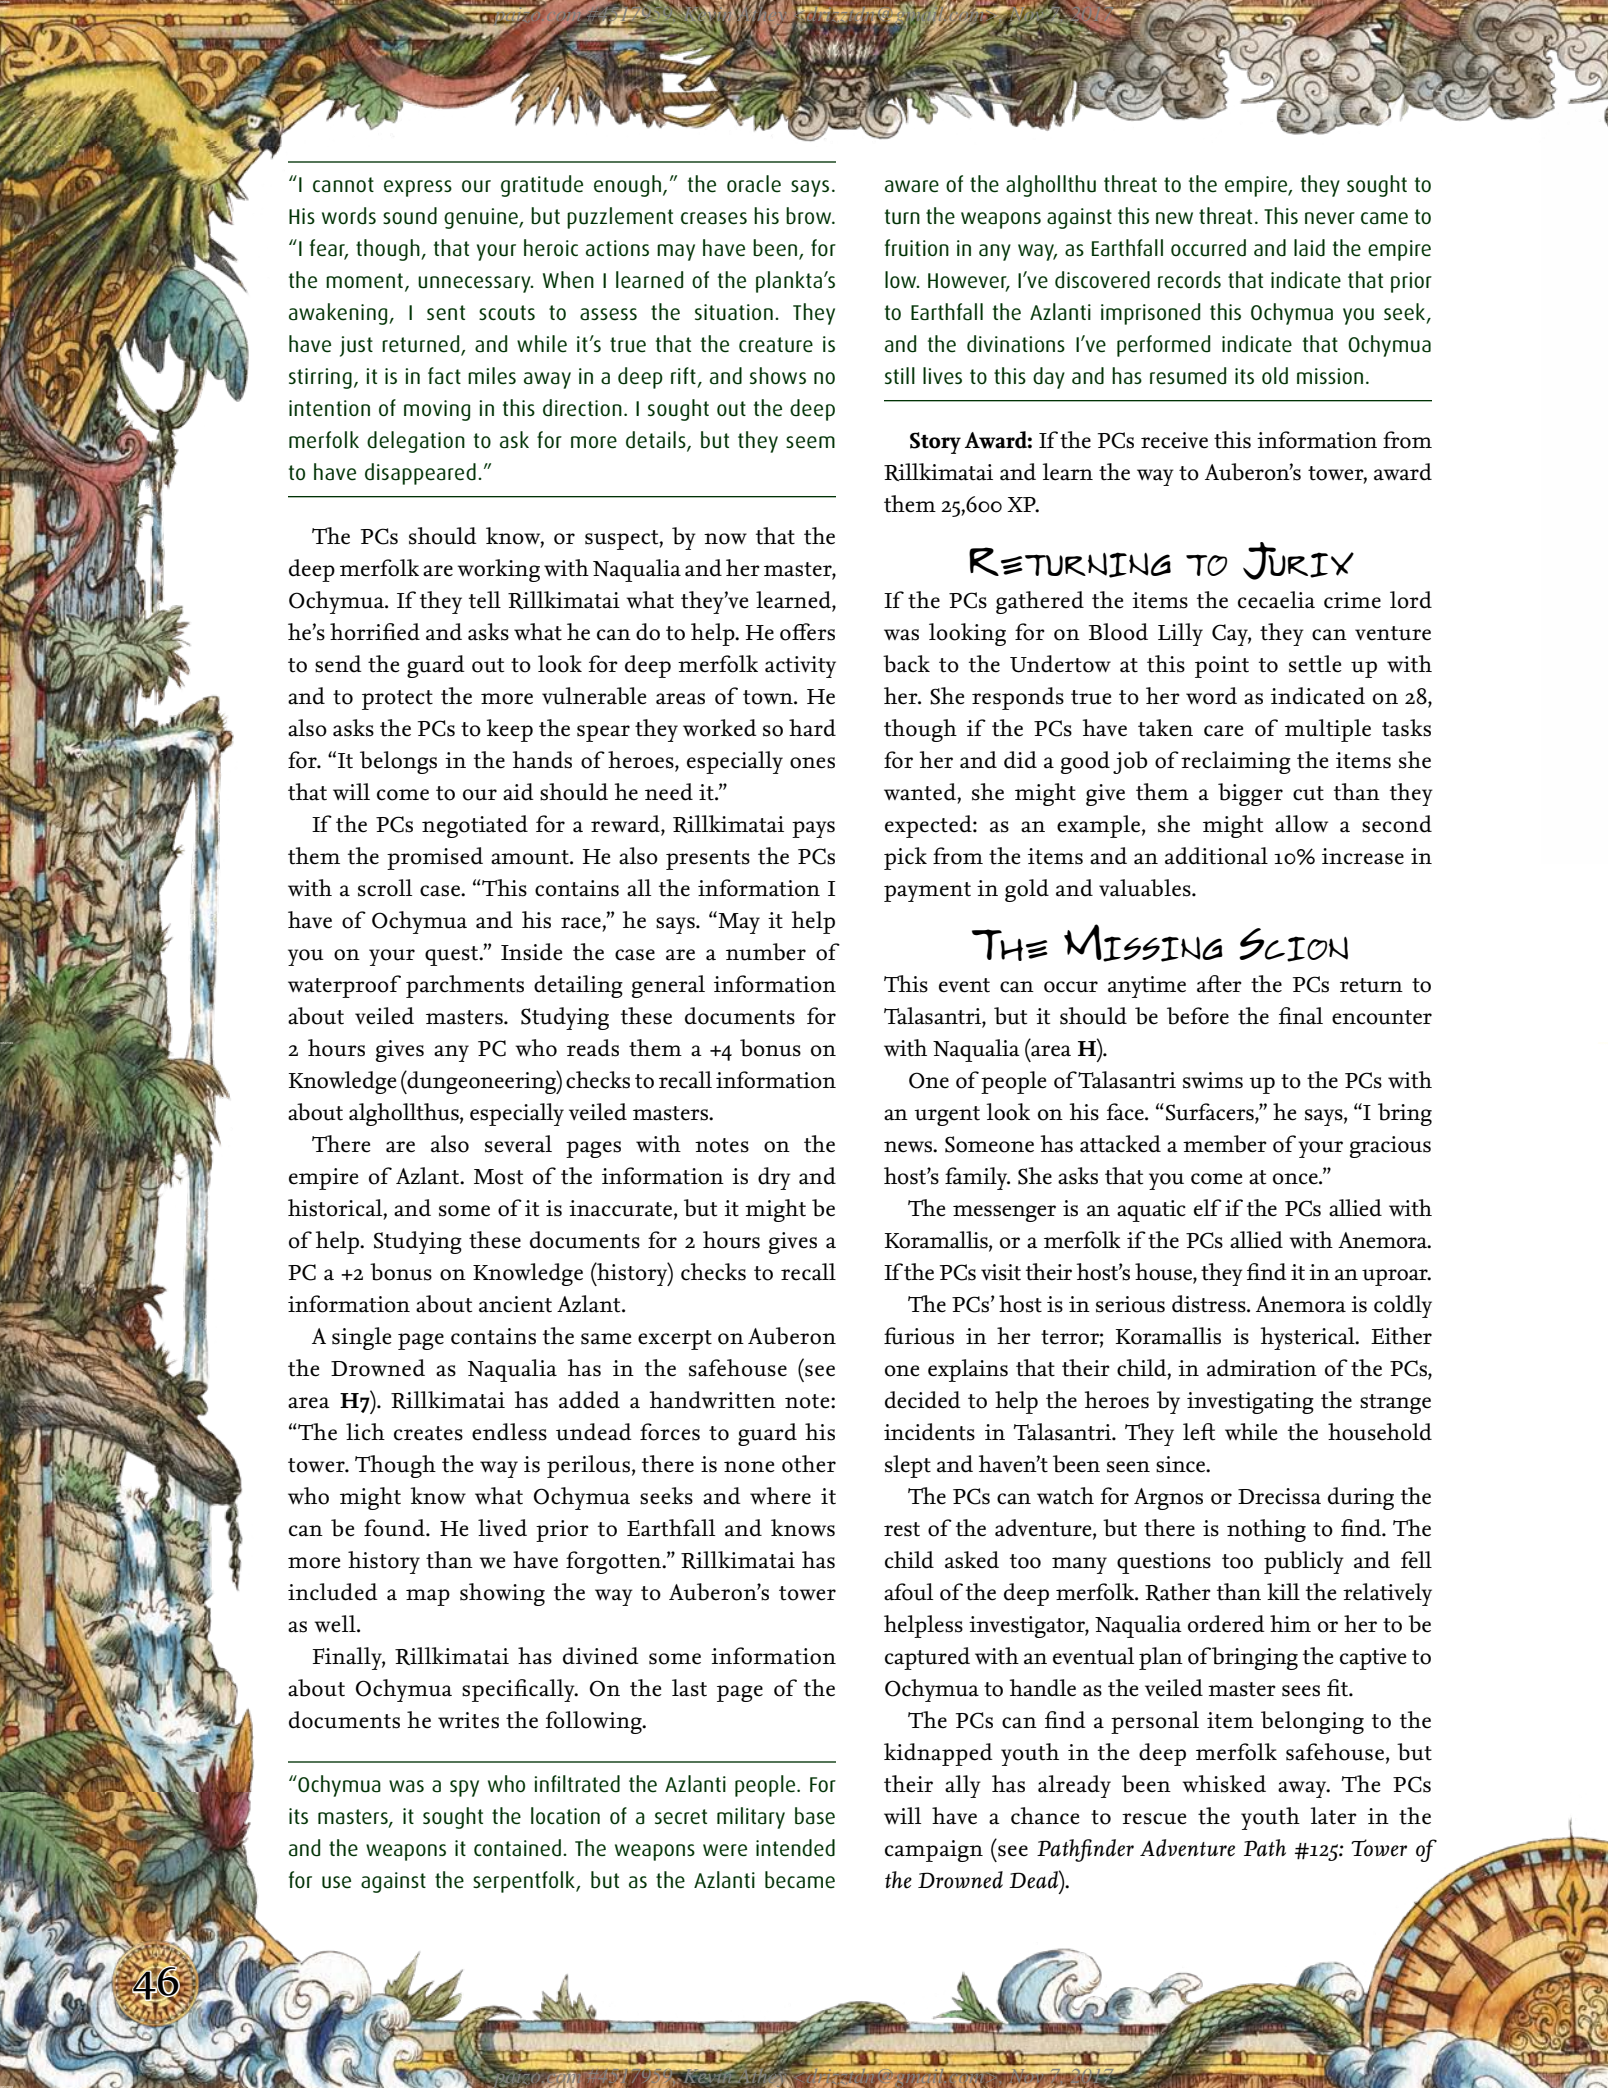 “I cannot express our gratitude enough,” the oracle says.
His words sound genuine, but puzzlement creases his brow.
“I fear, though, that your heroic actions may have been, for
the moment, unnecessary. When I learned of the plankta’s
awakening, I sent scouts to assess the situation. They
have just returned, and while it’s true that the creature is
stirring, it is in fact miles away in a deep rift, and shows no
intention of moving in this direction. I sought out the deep
merfolk delegation to ask for more details, but they seem
to have disappeared.”
The PCs should know, or suspect, by now that the
deep merfolk are working with Naqualia and her master,
Ochymua. If they tell Rillkimatai what they’ve learned,
he’s horrified and asks what he can do to help. He offers
to send the guard out to look for deep merfolk activity
and to protect the more vulnerable areas of town. He
also asks the PCs to keep the spear they worked so hard
for. “It belongs in the hands of heroes, especially ones
that will come to our aid should he need it.”
If the PCs negotiated for a reward, Rillkimatai pays
them the promised amount. He also presents the PCs
with a scroll case. “This contains all the information I
have of Ochymua and his race,” he says. “May it help
you on your quest.” Inside the case are a number of
waterproof parchments detailing general information
about veiled masters. Studying these documents for
2 hours gives any PC who reads them a +4 bonus on
Knowledge (dungeoneering) checks to recall information
about alghollthus, especially veiled masters.
There are also several pages with notes on the
empire of Azlant. Most of the information is dry and
historical, and some of it is inaccurate, but it might be
of help. Studying these documents for 2 hours gives a
PC a +2 bonus on Knowledge (history) checks to recall
information about ancient Azlant.
A single page contains the same excerpt on Auberon
the Drowned as Naqualia has in the safehouse (see
area H7). Rillkimatai has added a handwritten note:
“The lich creates endless undead forces to guard his
tower. Though the way is perilous, there is none other
who might know what Ochymua seeks and where it
can be found. He lived prior to Earthfall and knows
more history than we have forgotten.” Rillkimatai has
included a map showing the way to Auberon’s tower
as well.
Finally, Rillkimatai has divined some information
about Ochymua specifically. On the last page of the
documents he writes the following.
“Ochymua was a spy who infiltrated the Azlanti people. For
its masters, it sought the location of a secret military base
and the weapons it contained. The weapons were intended
for use against the serpentfolk, but as the Azlanti became
aware of the alghollthu threat to the empire, they sought to
turn the weapons against this new threat. This never came to
fruition in any way, as Earthfall occurred and laid the empire
low. However, I’ve discovered records that indicate that prior
to Earthfall the Azlanti imprisoned this Ochymua you seek,
and the divinations I’ve performed indicate that Ochymua
still lives to this day and has resumed its old mission.
Story Award: If the PCs receive this information from
Rillkimatai and learn the way to Auberon’s tower, award
them 25,600 XP.
Returning to Jurix
If the PCs gathered the items the cecaelia crime lord
was looking for on Blood Lilly Cay, they can venture
back to the Undertow at this point to settle up with
her. She responds true to her word as indicated on 28,
though if the PCs have taken care of multiple tasks
for her and did a good job of reclaiming the items she
wanted, she might give them a bigger cut than they
expected: as an example, she might allow a second
pick from the items and an additional 10% increase in
payment in gold and valuables.
The Missing Scion
This event can occur anytime after the PCs return to
Talasantri, but it should be before the final encounter
with Naqualia (area H).
One of people of Talasantri swims up to the PCs with
an urgent look on his face. “Surfacers,” he says, “I bring
news. Someone has attacked a member of your gracious
host’s family. She asks that you come at once.”
The messenger is an aquatic elf if the PCs allied with
Koramallis, or a merfolk if the PCs allied with Anemora.
If the PCs visit their host’s house, they find it in an uproar.
The PCs’ host is in serious distress. Anemora is coldly
furious in her terror; Koramallis is hysterical. Either
one explains that their child, in admiration of the PCs,
decided to help the heroes by investigating the strange
incidents in Talasantri. They left while the household
slept and haven’t been seen since.
The PCs can watch for Argnos or Drecissa during the
rest of the adventure, but there is nothing to find. The
child asked too many questions too publicly and fell
afoul of the deep merfolk. Rather than kill the relatively
helpless investigator, Naqualia ordered him or her to be
captured with an eventual plan of bringing the captive to
Ochymua to handle as the veiled master sees fit.
The PCs can find a personal item belonging to the
kidnapped youth in the deep merfolk safehouse, but
their ally has already been whisked away. The PCs
will have a chance to rescue the youth later in the
campaign (see Pathfinder Adventure Path #125: Tower of
the Drowned Dead).
46